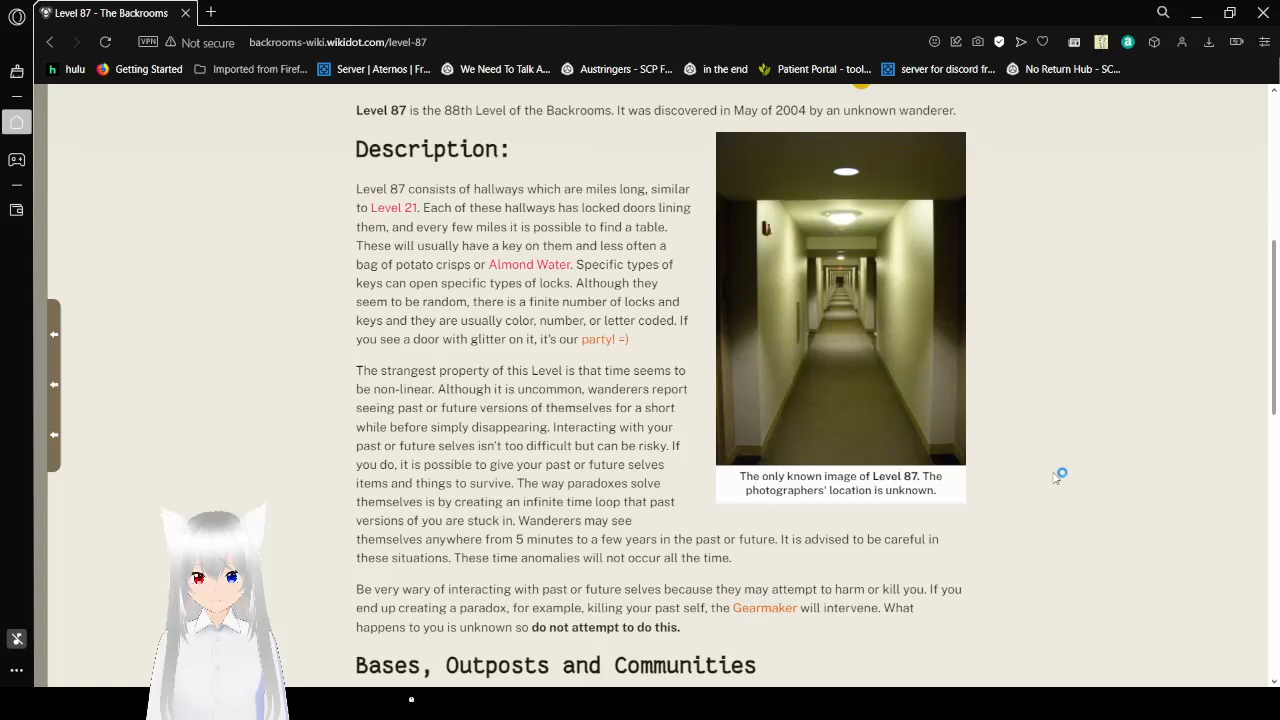 Level 87 - The Backrooms
VPN
Not secure
backrooms-wiki.wikidot.com/level-87
hulu
Getting Started
Imported from Firef...
Server | Aternos | Fr...
We Need To Talk A...
Austringers - SCP F...
in the end
Patient Portal - tool...
server for discord fr...
No Return Hub - SC...
Level 87 is the 88th Level of the Backrooms. It was discovered in May of 2004 by an unknown wanderer.
Description:
Level 87 consists of hallways which are miles long, similar
to Level 21. Each of these hallways has locked doors lining
them, and every few miles it is possible to find a table.
These will usually have a key on them and less often a
bag of potato crisps or Almond Water. Specific types of
keys can open specific types of locks. Although they
seem to be random, there is a finite number of locks and
keys and they are usually color, number, or letter coded. If
you see a door with glitter on it, it's our party! =)
The strangest property of this Level is that time seems to
be non-linear. Although it is uncommon, wanderers report
seeing past or future versions of themselves for a short
while before simply disappearing. Interacting with your
past or future selves isn't too difficult but can be risky. If
you do, it is possible to give your past or future selves
items and things to survive. The way paradoxes solve
themselves is by creating an infinite time loop that past
versions of you are stuck in. Wanderers may see
themselves anywhere from 5 minutes to a few years in the past or future. It is advised to be careful in
these situations. These time anomalies will not occur all the time.
The only known image of Level 87. The
photographers' location is unknown.
Be very wary of interacting with past or future selves because they may attempt to harm or kill you. If you
end up creating a paradox, for example, killing your past self, the Gearmaker will intervene. What
happens to you is unknown so do not attempt to do this.
Bases, Outposts and Communities